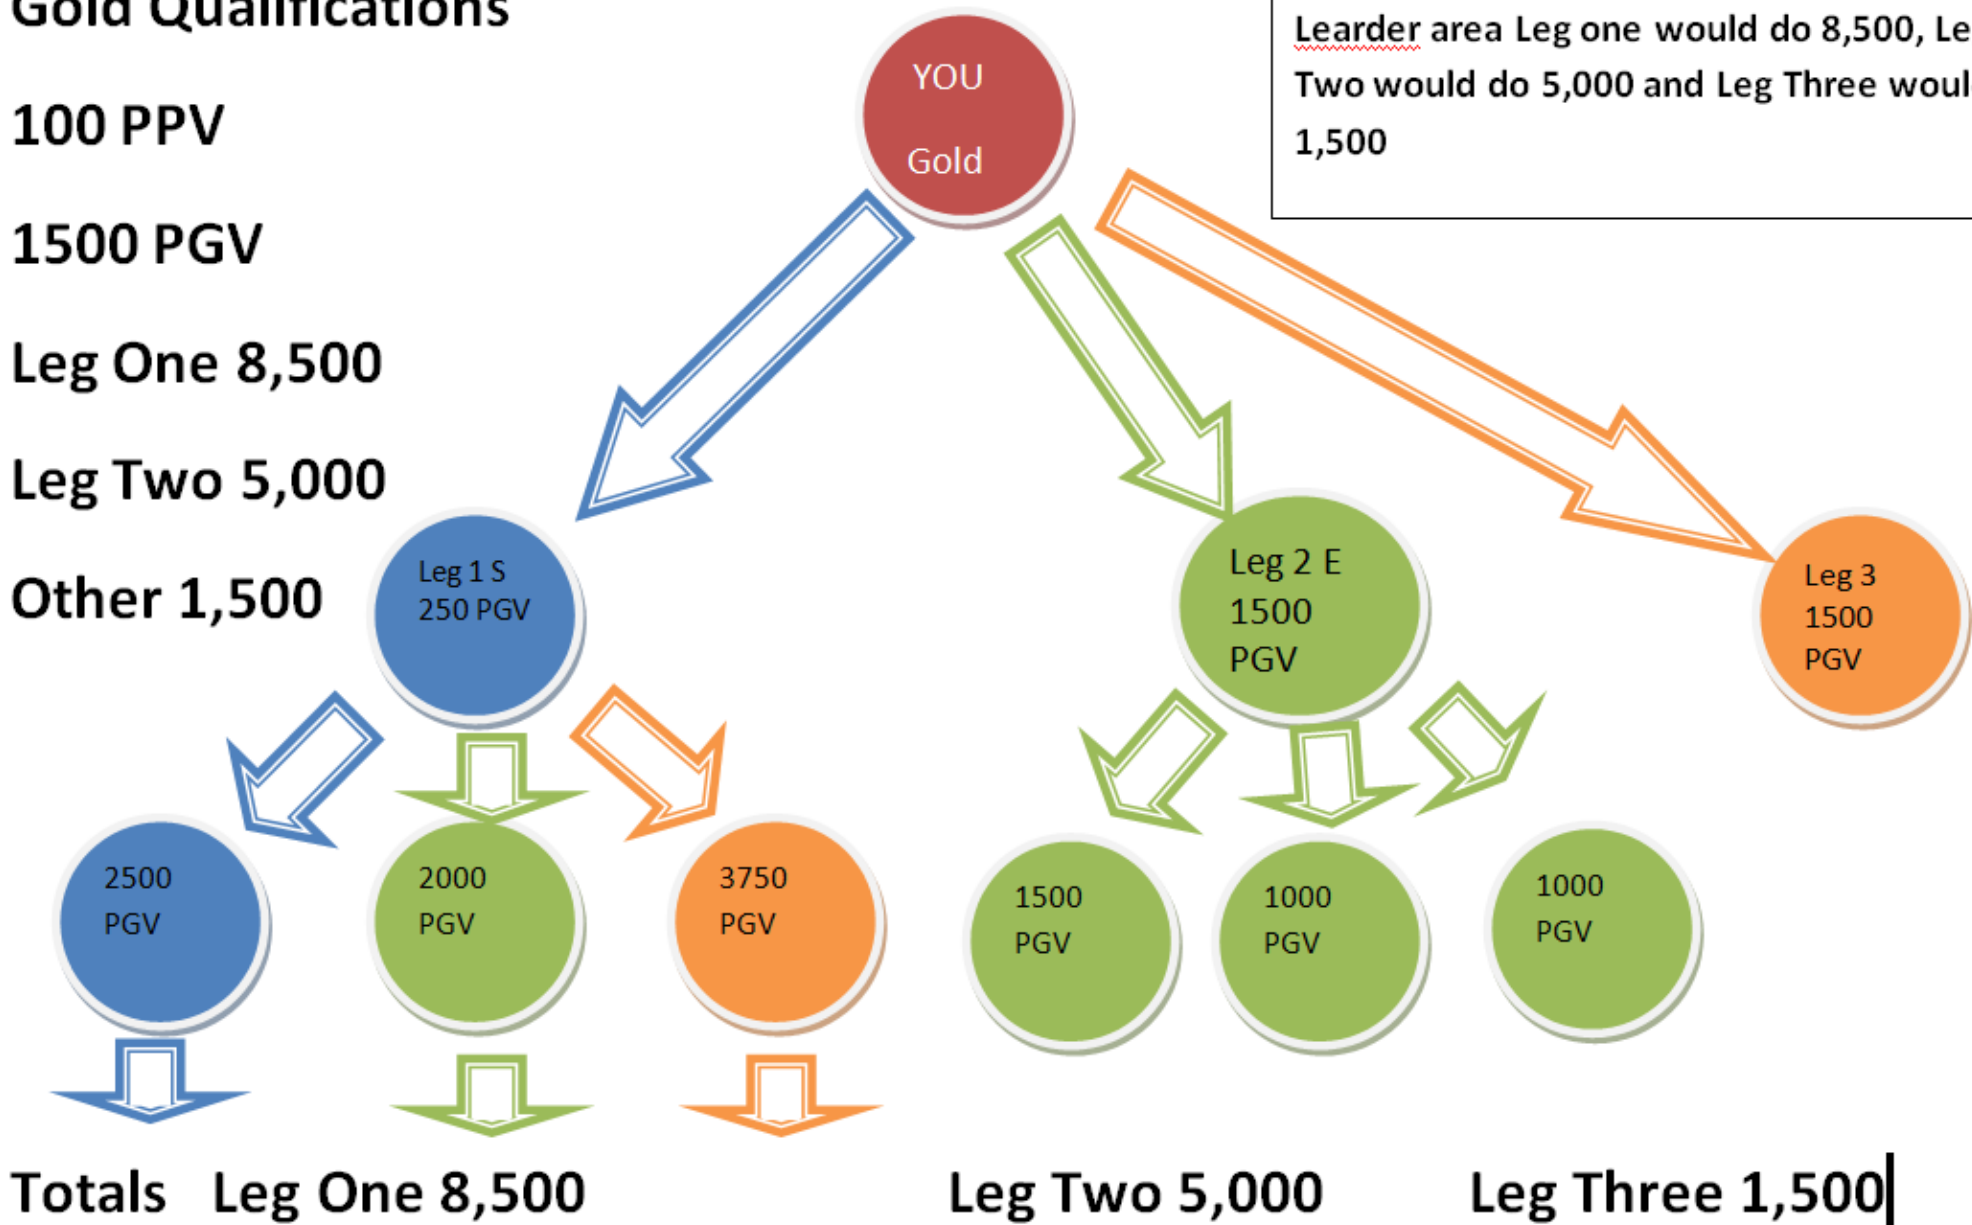 Gold Qualifications
100 PPV
1500 PGV
Leg One 8,500
Leg Two 5,000
Other 1,500
YOU
Gold
Learder area Leg one would do 8,500, Le
Two would do 5,000 and Leg Three woul
1,500
Leg 1 S
250 PGV
Leg 2 E
1500
PGV
Leg 3
1500
PGV
2500
PGV
2000
PGV
3750
PGV
1500
PGV
1000
PGV
1000
PGV
Totals Leg One 8,500 Leg Two 5,000 Leg Three 1,500